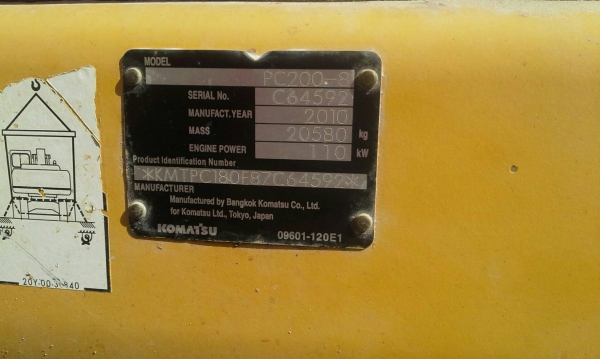 MODEL
PC200-8
SERIAL No. C64592
MANUFACT.YEAR 2010
MASS 20580 kg
ENGINE POWER 110 kW
Product Identification Number
*KMTPC180E87C64592*
MANUFACTURER
Manufactured by Bangkok Komatsu Co., Ltd.
for Komatsu Ltd., Tokyo, Japan
KOMATSU 09601-120E1